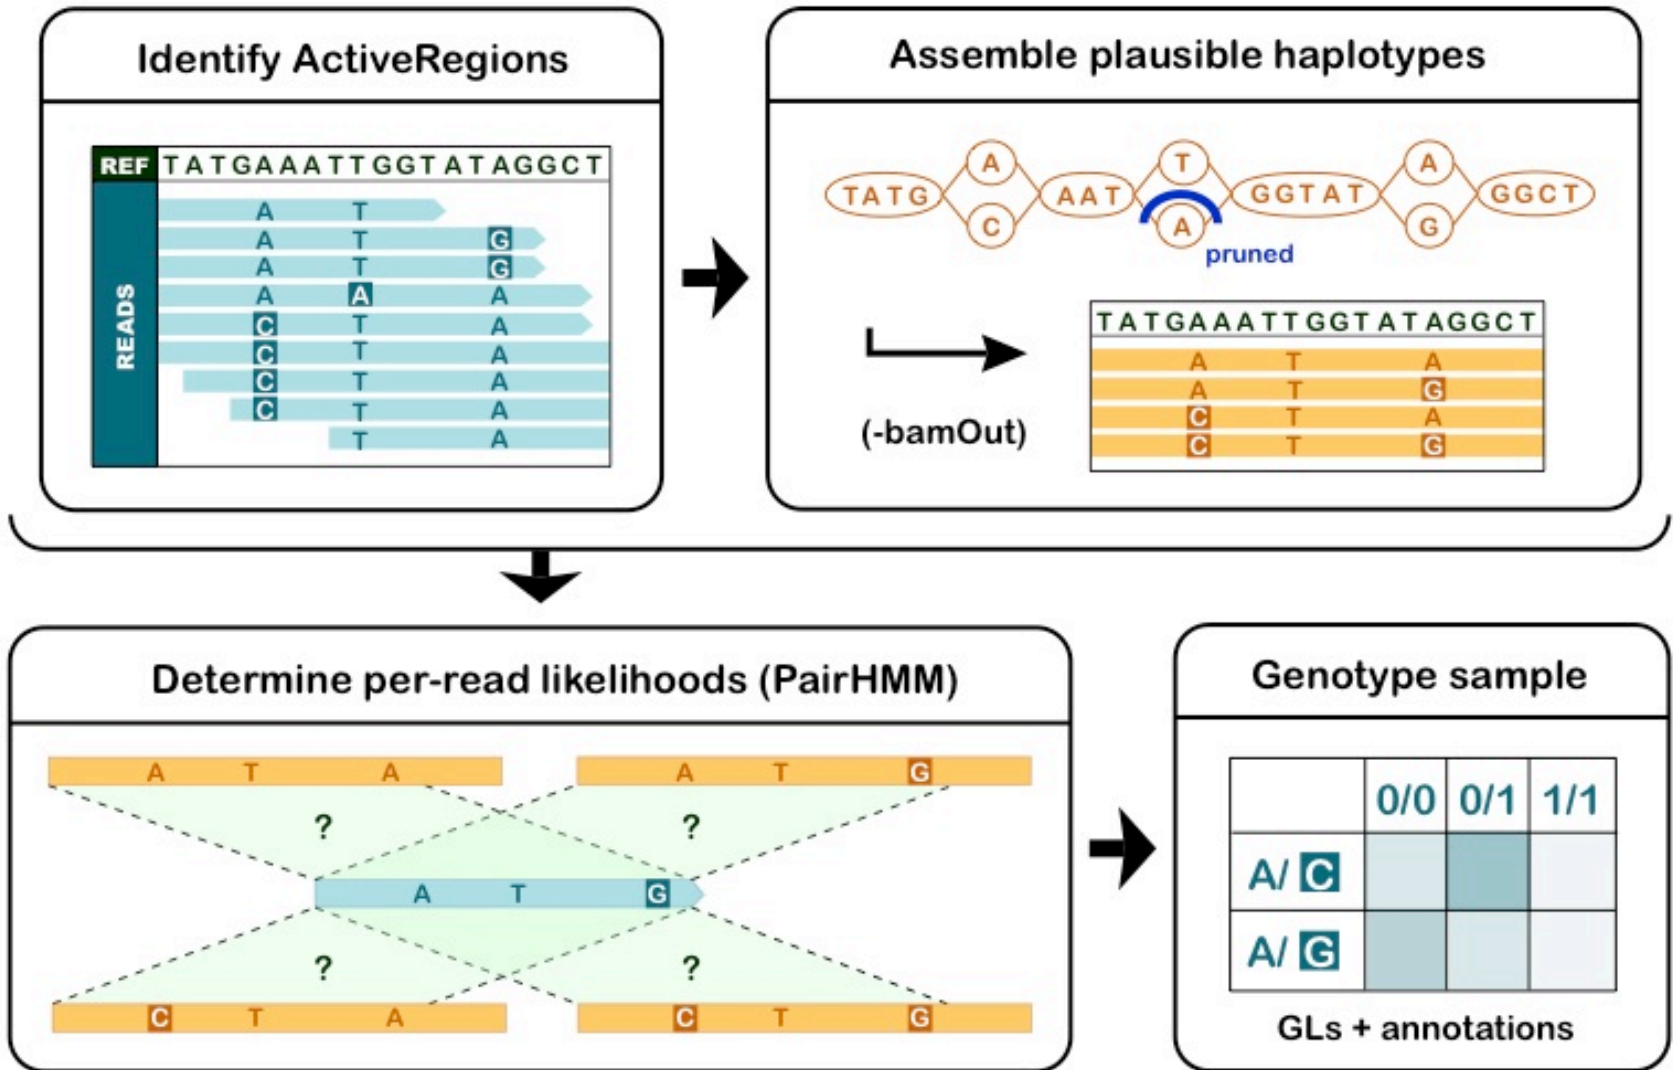 Identify ActiveRegions
REF TATGAAATTGGTATAGGCT
READS
A T
A T G
A T G
A A A
C T A
C T A
C T A
C T A
T A
Assemble plausible haplotypes
A T A
TATG AAT GGTAT GGCT
C A G
pruned
(-bamOut)
TATGAAATTGGTATAGGCT
A T A
A T G
C T A
C T G
Determine per-read likelihoods (PairHMM)
A T A A T G
? ?
A T G
? ?
C T A C T G
Genotype sample
0/0 0/1 1/1
A/ C
A/ G
GLs + annotations